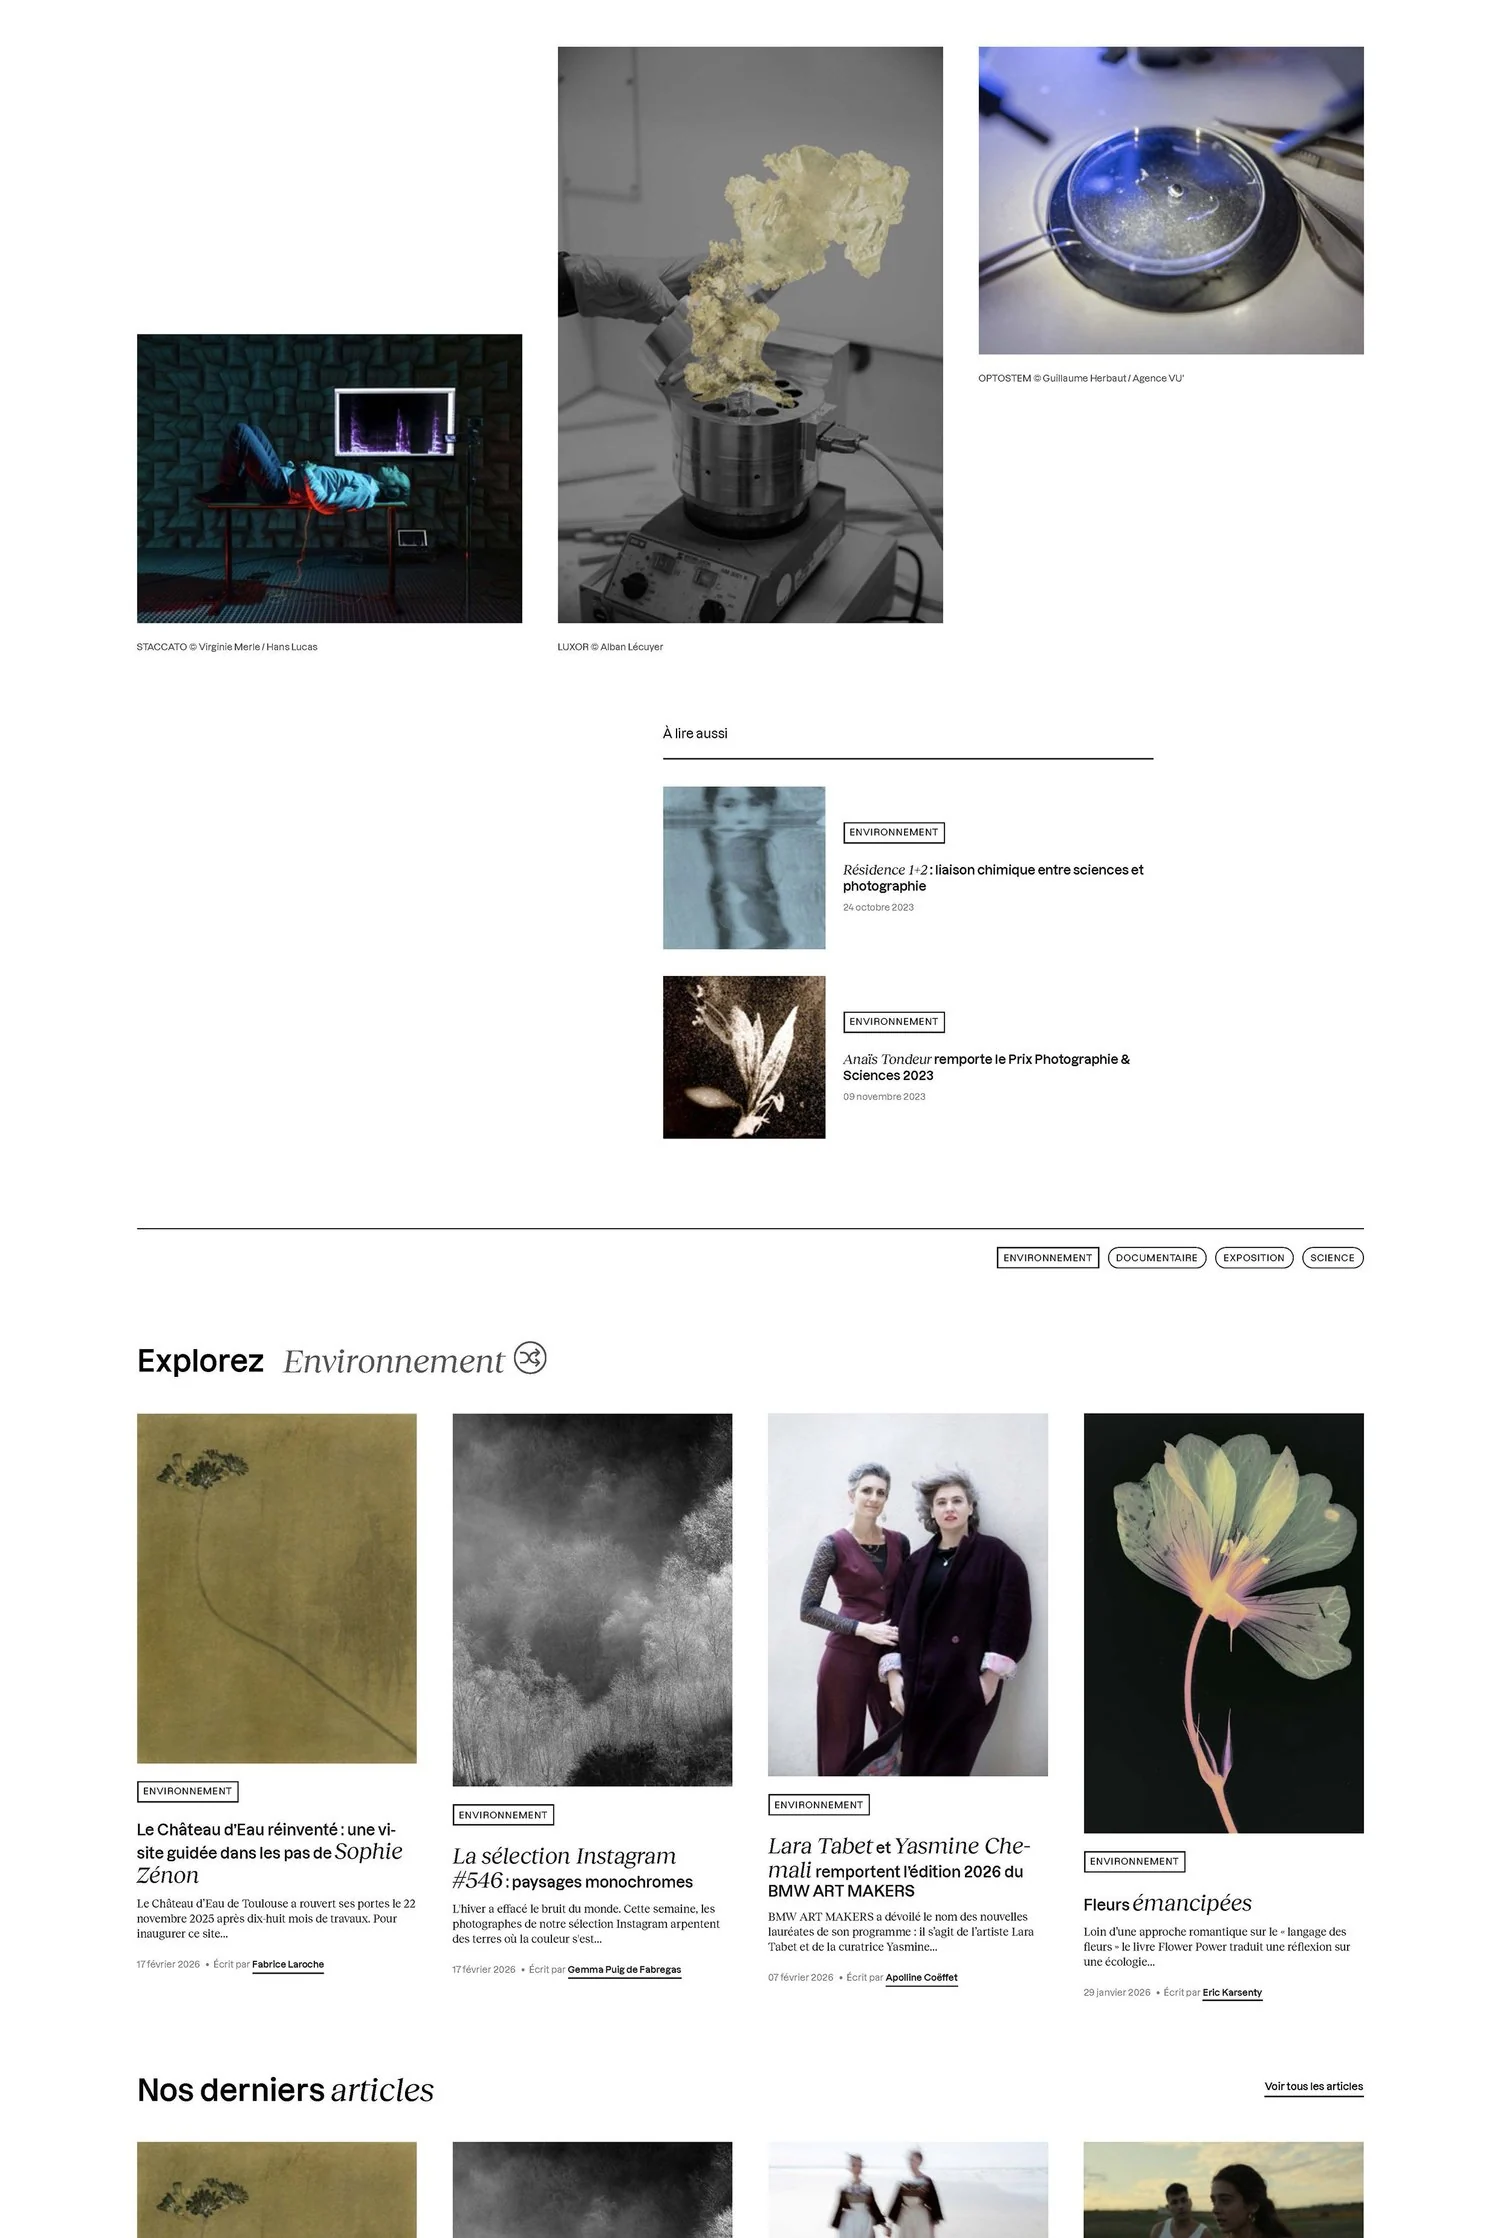 OPTOSTEM © Guillaume Herbaut / Agence VU'
STACCATO © Virginie Merle / Hans Lucas
LUXOR © Alban Lécuyer
À lire aussi
ENVIRONNEMENT
Résidence 1+2 : liaison chimique entre sciences et
photographie
24 octobre 2023
ENVIRONNEMENT
Anaïs Tondeur remporte le Prix Photographie &
Sciences 2023
09 novembre 2023
ENVIRONNEMENT DOCUMENTAIRE EXPOSITION SCIENCE
Explorez Environnement
ENVIRONNEMENT
Le Château d’Eau réinventé : une vi-
site guidée dans les pas de Sophie
Zénon
Le Château d’Eau de Toulouse a rouvert ses portes le 22
novembre 2025 après dix-huit mois de travaux. Pour
inaugurer ce site...
17 février 2026 • Écrit par Fabrice Laroche
ENVIRONNEMENT
La sélection Instagram
#546 : paysages monochromes
L’hiver a effacé le bruit du monde. Cette semaine, les
photographes de notre sélection Instagram arpentent
des terres où la couleur s'est...
17 février 2026 • Écrit par Gemma Puig de Fabregas
ENVIRONNEMENT
Lara Tabet et Yasmine Che-
mali remportent l’édition 2026 du
BMW ART MAKERS
BMW ART MAKERS a dévoilé le nom des nouvelles
lauréates de son programme : il s’agit de l’artiste Lara
Tabet et de la curatrice Yasmine...
07 février 2026 • Écrit par Apolline Coëffet
ENVIRONNEMENT
Fleurs émancipées
Loin d’une approche romantique sur le « langage des
fleurs » le livre Flower Power traduit une réflexion sur
une écologie...
29 janvier 2026 • Écrit par Eric Karsenty
Nos derniers articles
Voir tous les articles